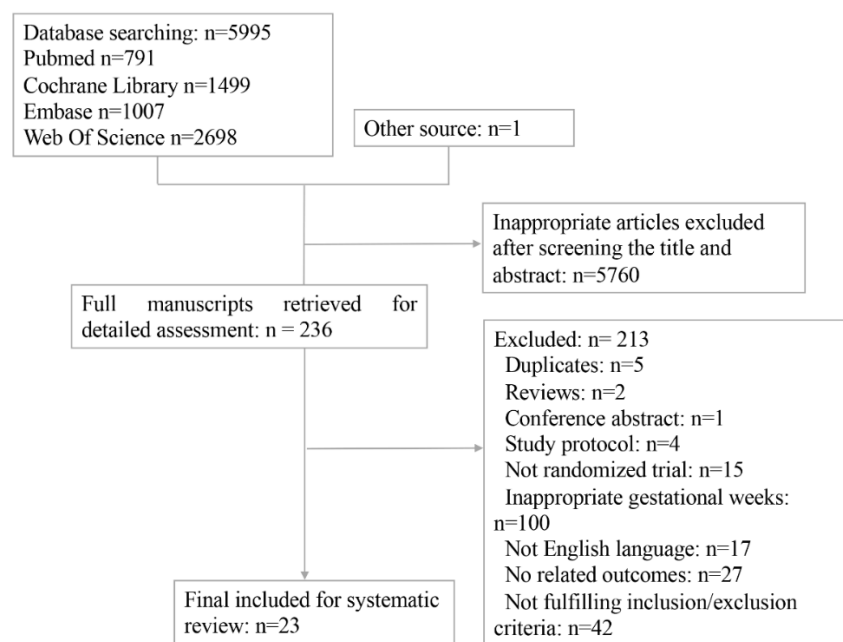 Database searching: n=5995
Pubmed n=791
Cochrane Library n=1499
Embase n=1007
Web Of Science n=2698
Other source: n=1
Inappropriate articles excluded
after screening the title and
abstract: n=5760
Full manuscripts retrieved for
detailed assessment: n = 236
Excluded: n= 213
Duplicates: n=5
Reviews: n=2
Conference abstract: n=1
Study protocol: n=4
Not randomized trial: n=15
Inappropriate gestational weeks:
n=100
Not English language: n=17
No related outcomes: n=27
Not fulfilling inclusion/exclusion
criteria: n=42
Final included for systematic
review: n=23